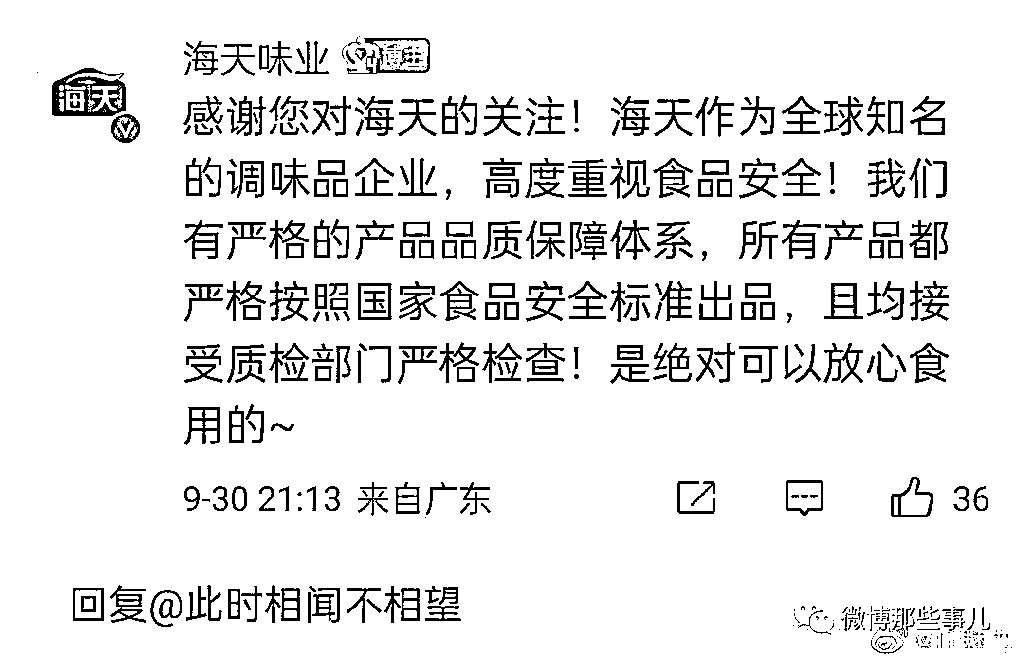 海天味业 博主
海天
感谢您对海天的关注！海天作为全球知名
的调味品企业，高度重视食品安全！我们
有严格的产品品质保障体系，所有产品都
严格按照国家食品安全标准出品，且均接
受质检部门严格检查！是绝对可以放心食
用的~
9-30 21:13 来自广东
36
回复@此时相闻不相望
微博那些事儿